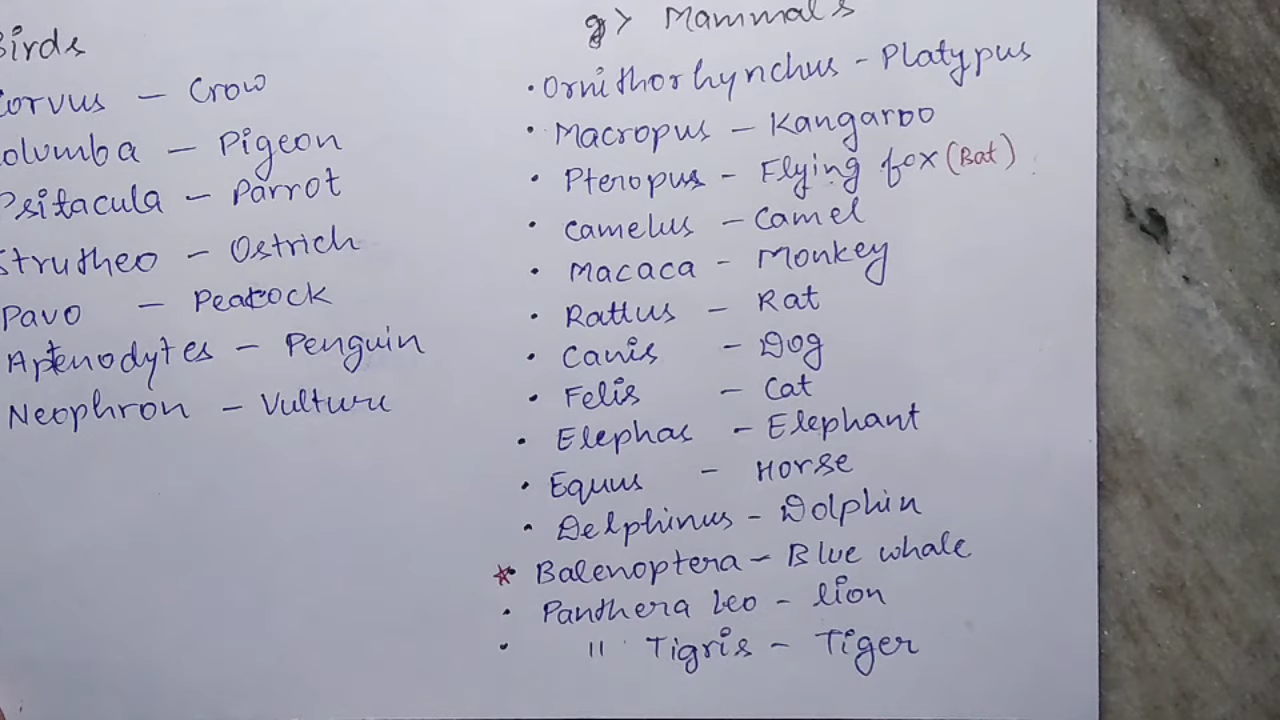 Birds
Corvus — Crow
Columba — Pigeon
Psitacula — Parrot
Strutheo — Ostrich
Pavo — Peacock
Aptenodytes — Penguin
Neophron — Vulture
g> Mammals
• Ornithorhynchus - Platypus
• Macropus — Kangaroo
• Pteropus - Flying fox (Bat)
• Camelus — Camel
• Macaca - Monkey
• Rattus — Rat
• Canis — Dog
• Felis — Cat
• Elephas — Elephant
• Equus — Horse
• Delphinus — Dolphin
* Balenoptera — Blue whale
• Panthera leo - lion
• " Tigris - Tiger